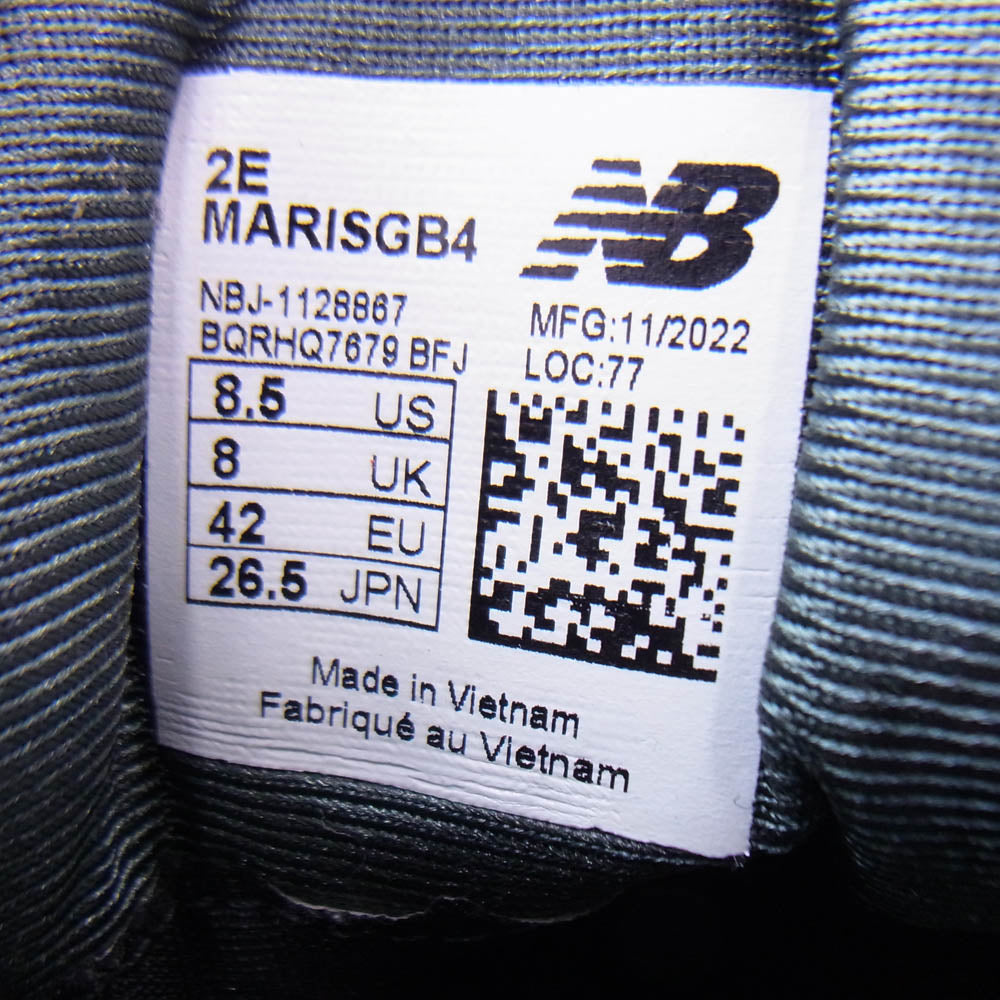 2E
MARISGB4
NB
NBJ-1128867
BQRHQ7679 BFJ
MFG:11/2022
LOC:77
8.5 US
8 UK
42 EU
26.5 JPN
Made in Vietnam
Fabriqué au Vietnam